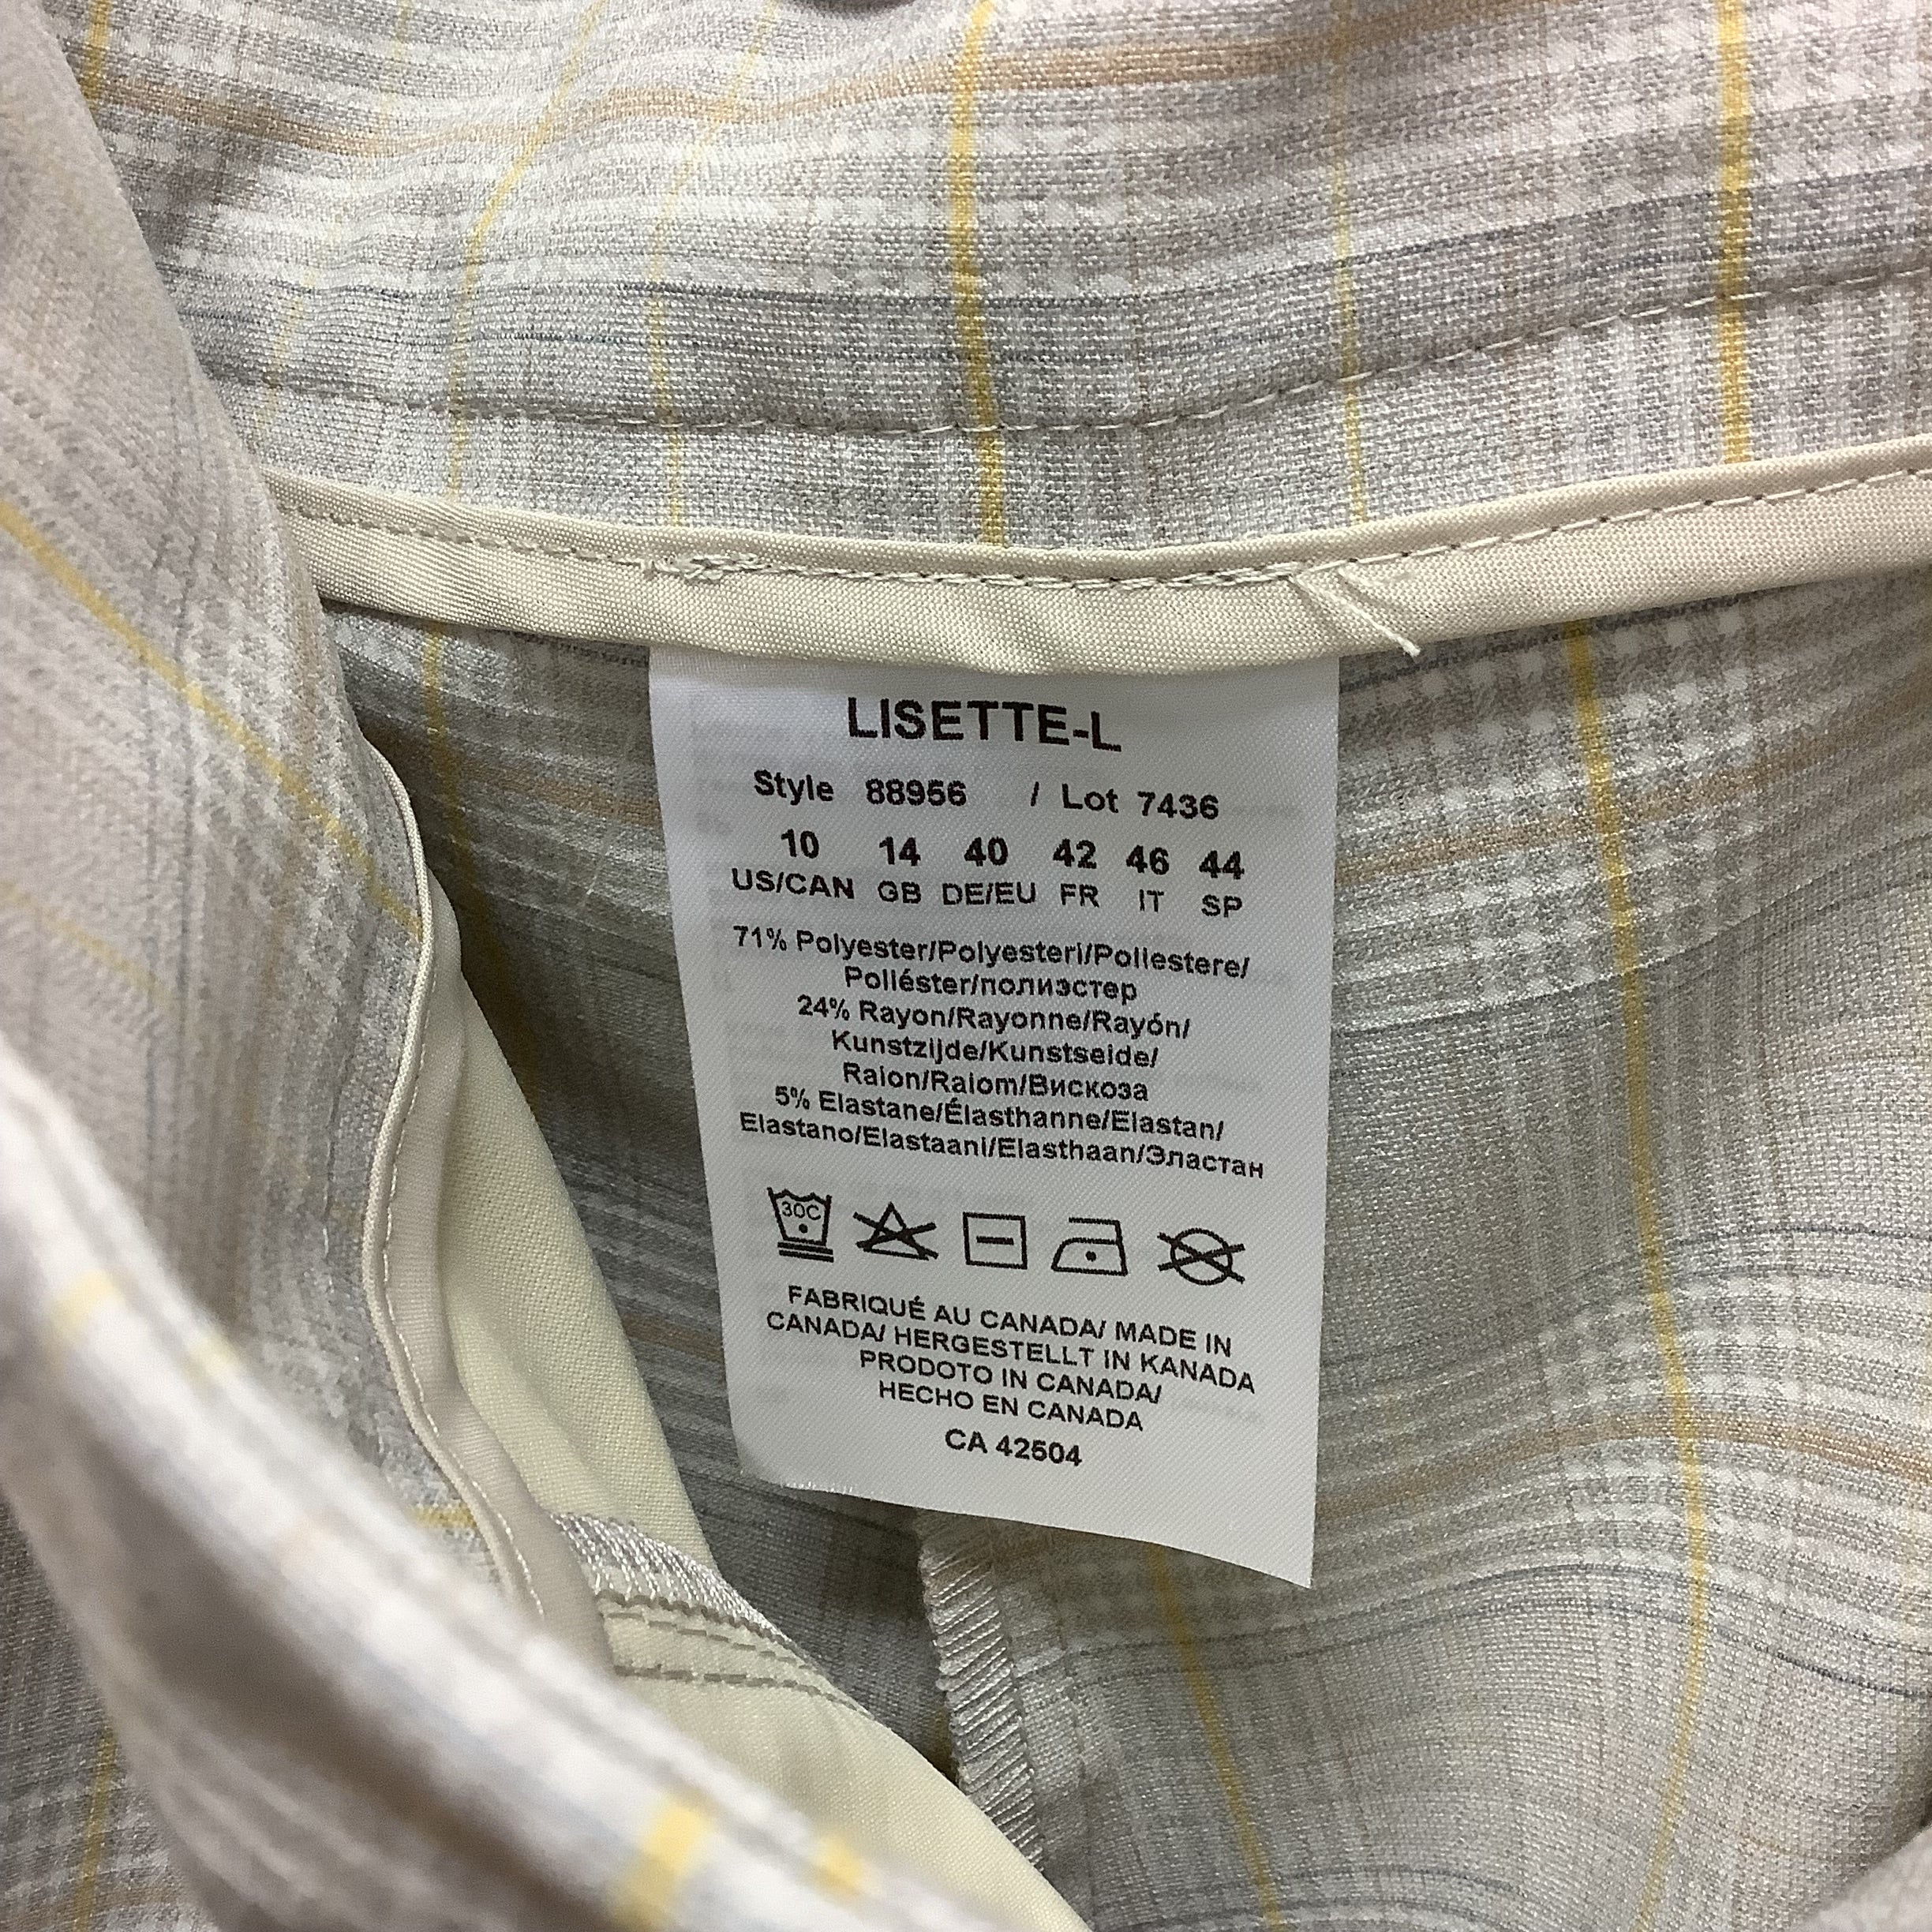 LISETTE-L
Style 88956 / Lot 7436
10 14 40 42 46 44
US/CAN GB DE/EU FR IT SP
71% Polyester/Polyesteri/Poliestere/
Poliéster/полиэстер
24% Rayon/Rayonne/Rayón/
Kunstzijde/Kunstseide/
Raion/Raiom/Вискоза
5% Elastane/Élasthanne/Elastan/
Elastano/Elastaani/Elasthaan/Эластан
30C
FABRIQUÉ AU CANADA/ MADE IN
CANADA/ HERGESTELLT IN KANADA
PRODOTO IN CANADA/
HECHO EN CANADA
CA 42504